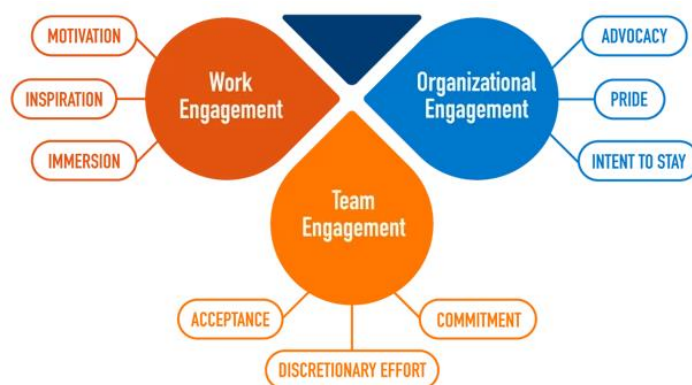 MOTIVATION
INSPIRATION
IMMERSION
Work
Engagement
Organizational
Engagement
ADVOCACY
PRIDE
INTENT TO STAY
Team
Engagement
ACCEPTANCE
COMMITMENT
DISCRETIONARY EFFORT